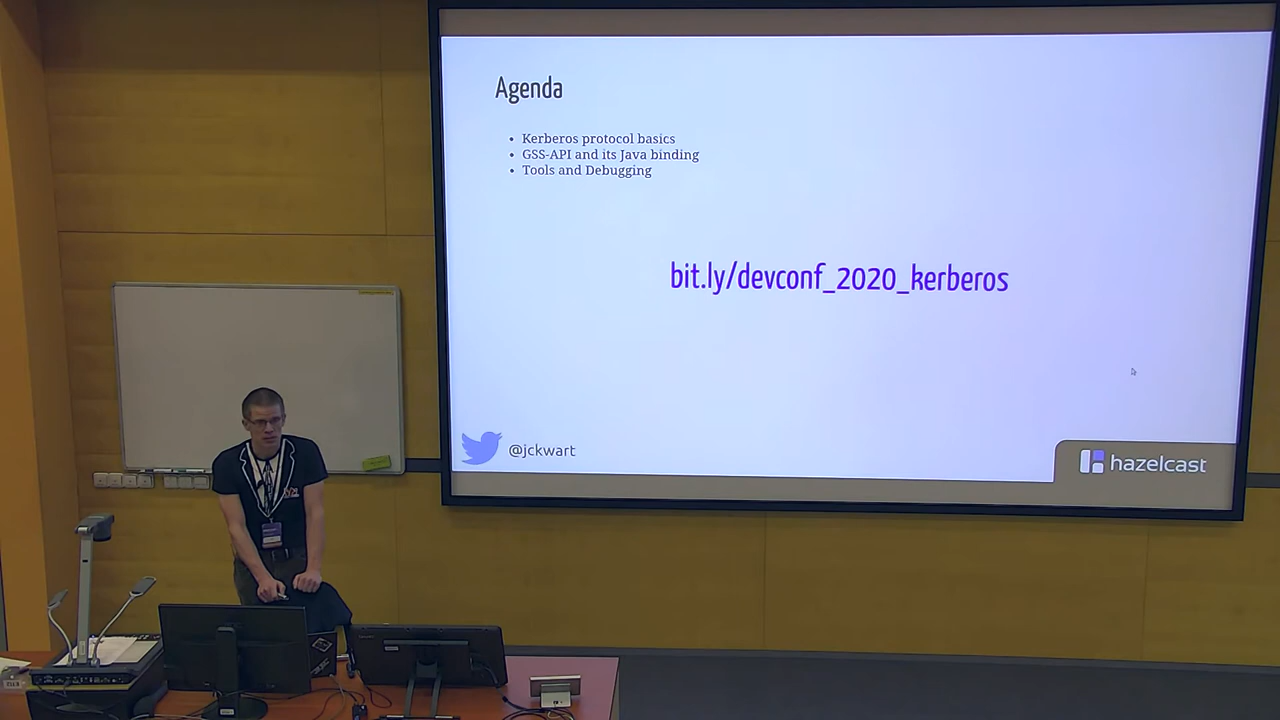 Agenda
• Kerberos protocol basics
• GSS-API and its Java binding
• Tools and Debugging
bit.ly/devconf_2020_kerberos
@jckwart
hazelcast